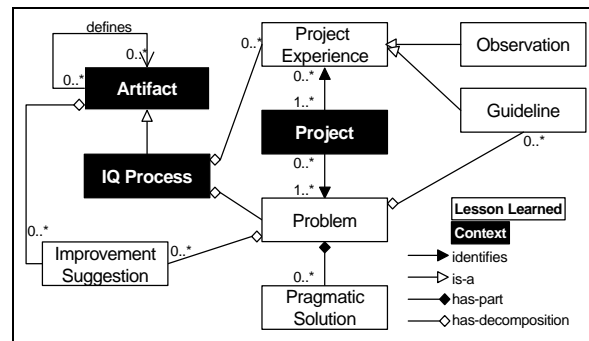 defines
0..*
0..*
Artifact
IQ Process
0..*
Project
Experience
0..*
1..*
Project
0..*
1..*
Observation
Guideline
0..*
Problem
0..*
Improvement
Suggestion
0..*
0..*
Pragmatic
Solution
Lesson Learned
Context
identifies
is-a
has-part
has-decomposition